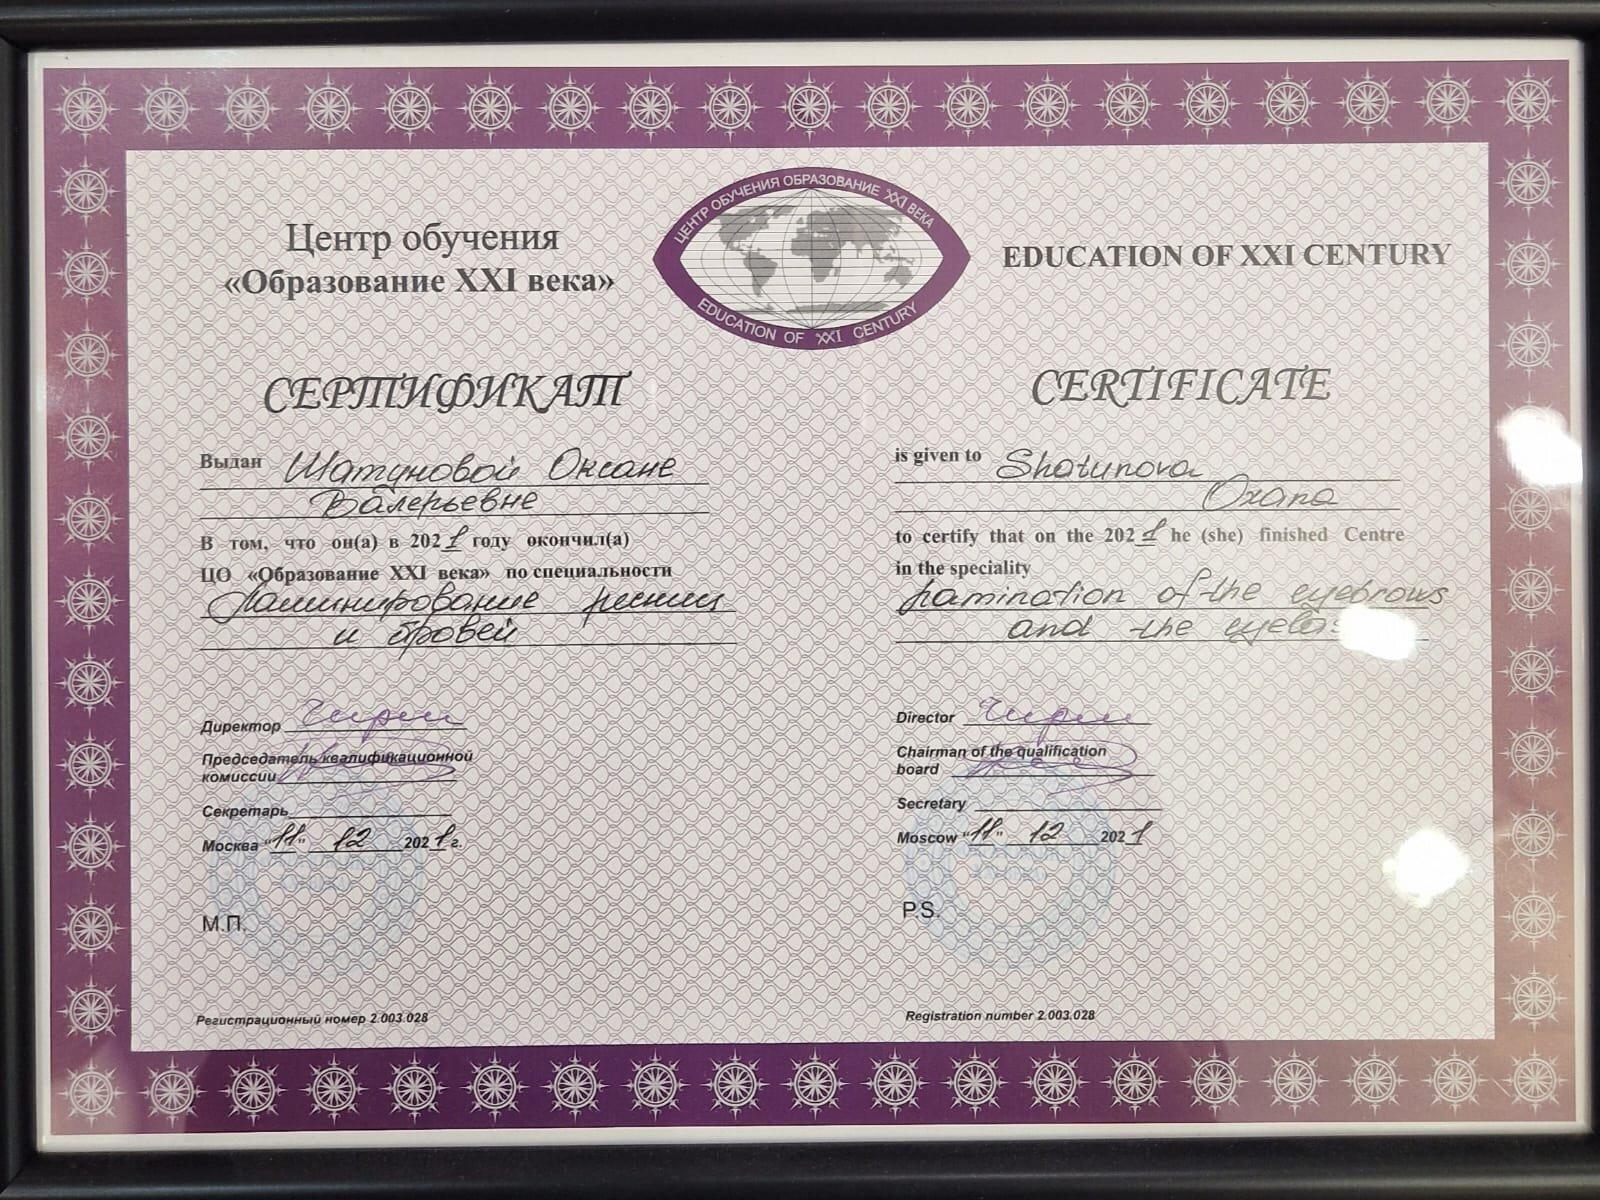 ЦЕНТР ОБУЧЕНИЯ ОБРАЗОВАНИЕ XXI ВЕКА
EDUCATION OF XXI CENTURY
Центр обучения
«Образование XXI века»
СЕРТИФИКАТ
Выдан Шатуновой Оксане
Валерьевне
В том, что он(а) в 2021 году окончил(а)
ЦО «Образование XXI века» по специальности
Ламинирование ресниц
и бровей
Директор
Председатель квалификационной
комиссии
Секретарь
Москва "11" 12 2021 г.
М.П.
Регистрационный номер 2.003.028
EDUCATION OF XXI CENTURY
CERTIFICATE
is given to Shatunova
Oxana
to certify that on the 2021 he (she) finished Centre
in the speciality
Lamination of the eyebrows
and the
Director
Chairman of the qualification
board
Secretary
Moscow "11" 12 2021
P.S.
Registration number 2.003.028